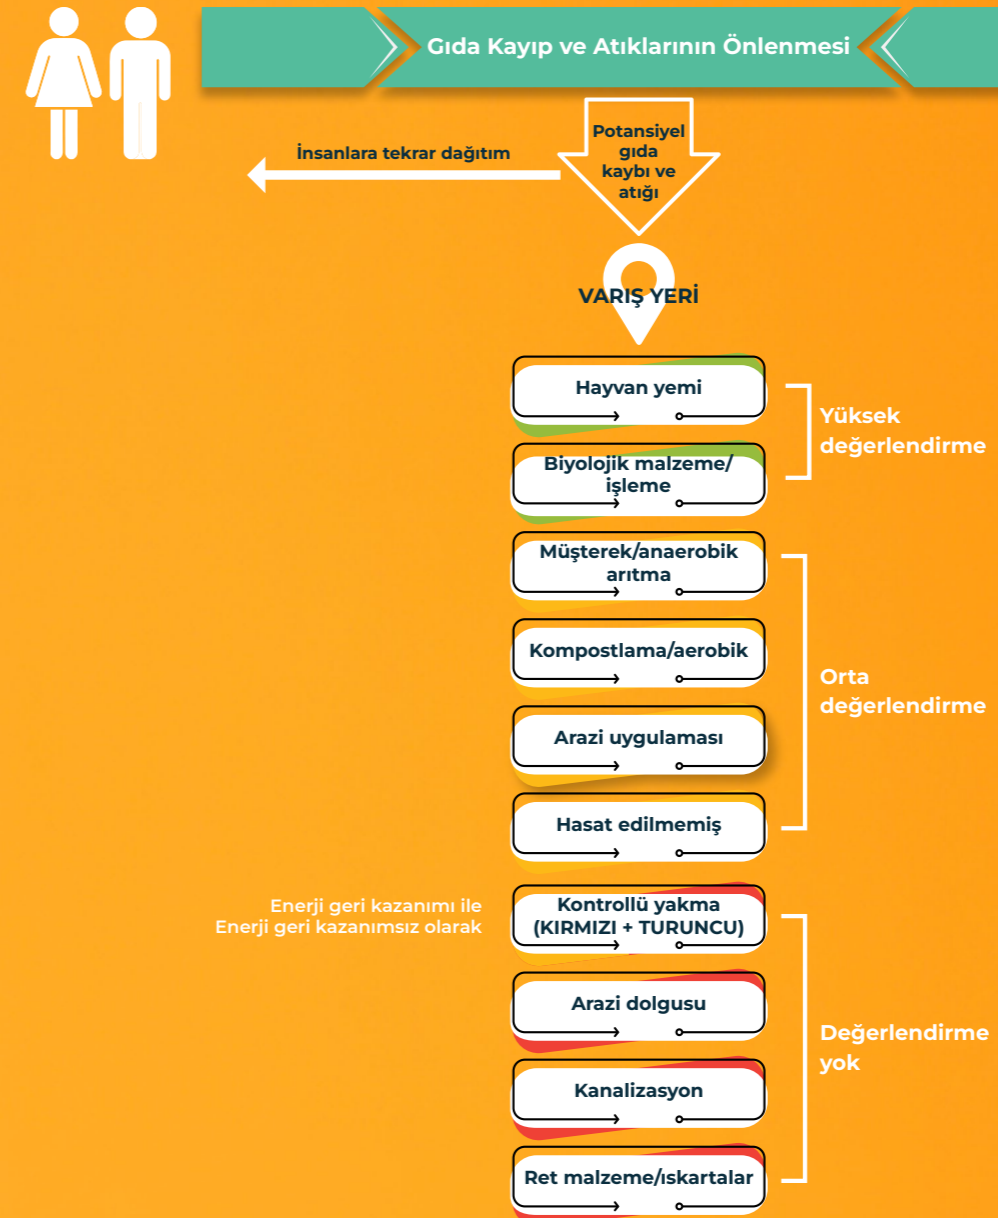 Gıda Kayıp ve Atıklarının Önlenmesi
Potansiyel
gıda
kaybı ve
atığı
İnsanlara tekrar dağıtım
VARIŞ YERİ
Hayvan yemi
Biyolojik malzeme/
işleme
Yüksek
değerlendirme
Müşterek/anaerobik
arıtma
Kompostlama/aerobik
Arazi uygulaması
Hasat edilmemiş
Orta
değerlendirme
Enerji geri kazanımı ile
Enerji geri kazanımsız olarak
Kontrollü yakma
(KIRMIZI + TURUNCU)
Arazi dolgusu
Kanalizasyon
Ret malzeme/ıskartalar
Değerlendirme
yok